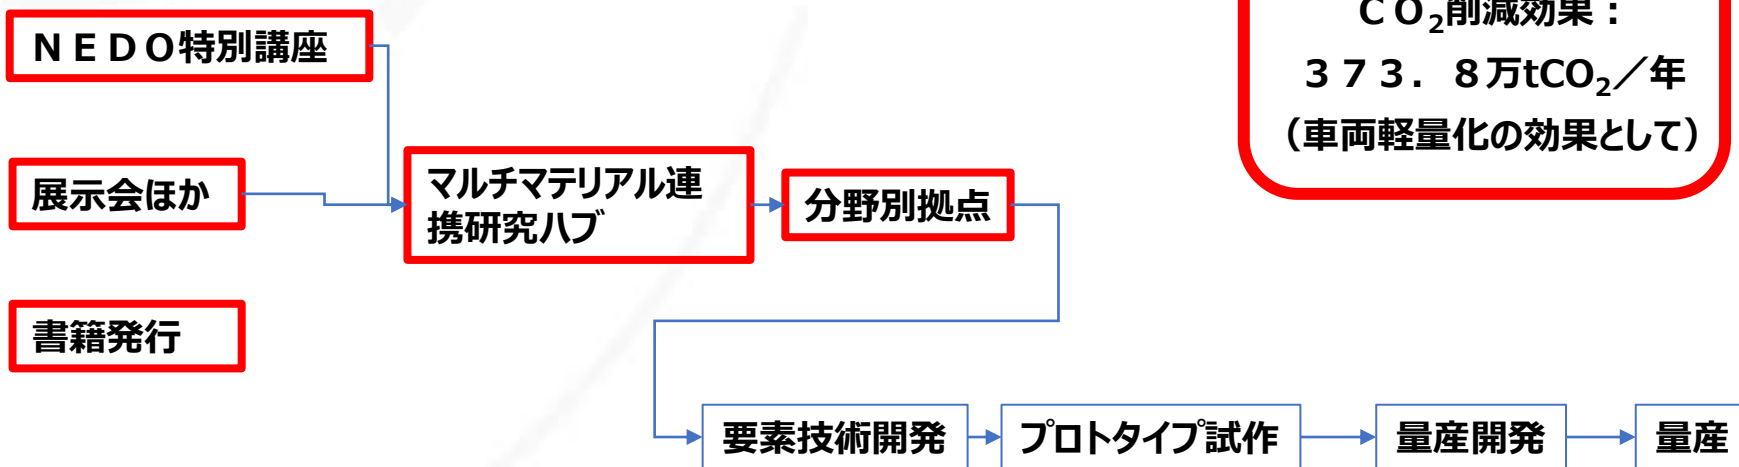 ＮＥＤＯ特別講座
ＣＯ₂削減効果：
３７３．８万tCO₂／年
（車両軽量化の効果として）
展示会ほか
マルチマテリアル連
携研究ハブ
分野別拠点
書籍発行
要素技術開発
プロトタイプ試作
量産開発
量産